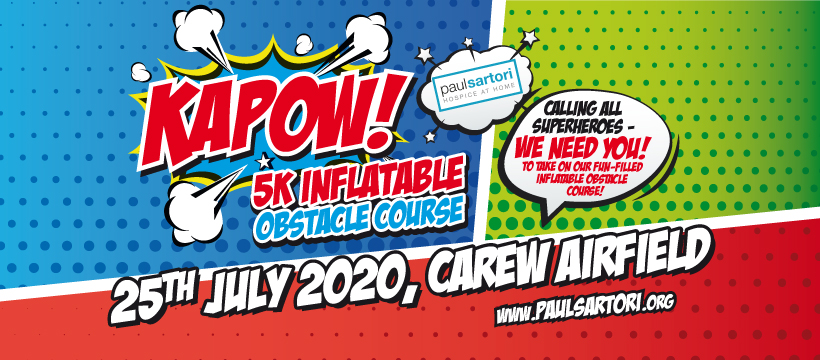 KAPOW!
paulsartori
HOSPICE AT HOME
5K INFLATABLE
OBSTACLE COURSE
CALLING ALL
SUPERHEROES -
WE NEED YOU!
TO TAKE ON OUR FUN-FILLED
INFLATABLE OBSTACLE
COURSE!
25TH JULY 2020, CAREW AIRFIELD
WWW.PAULSARTORI.ORG